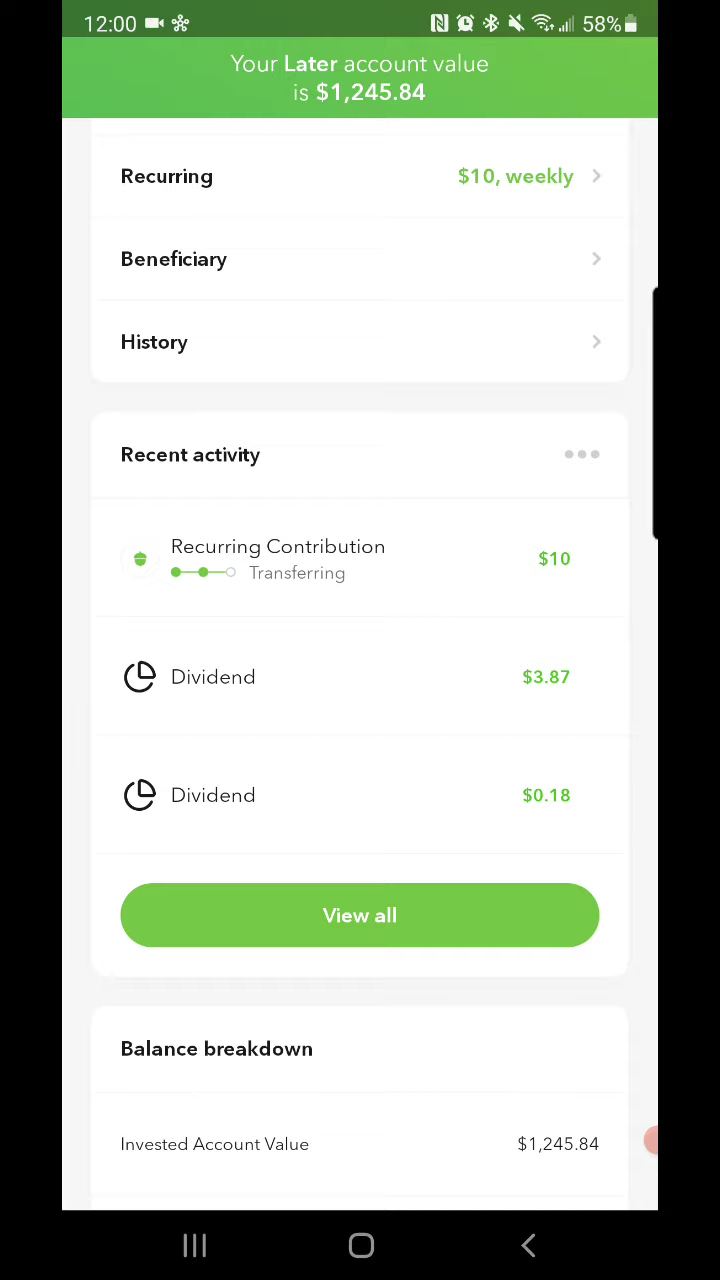 12:00 58%
Your Later account value
is $1,245.84
Recurring $10, weekly
Beneficiary
History
Recent activity
Recurring Contribution
$10
Transferring
Dividend $3.87
Dividend $0.18
View all
Balance breakdown
Invested Account Value $1,245.84